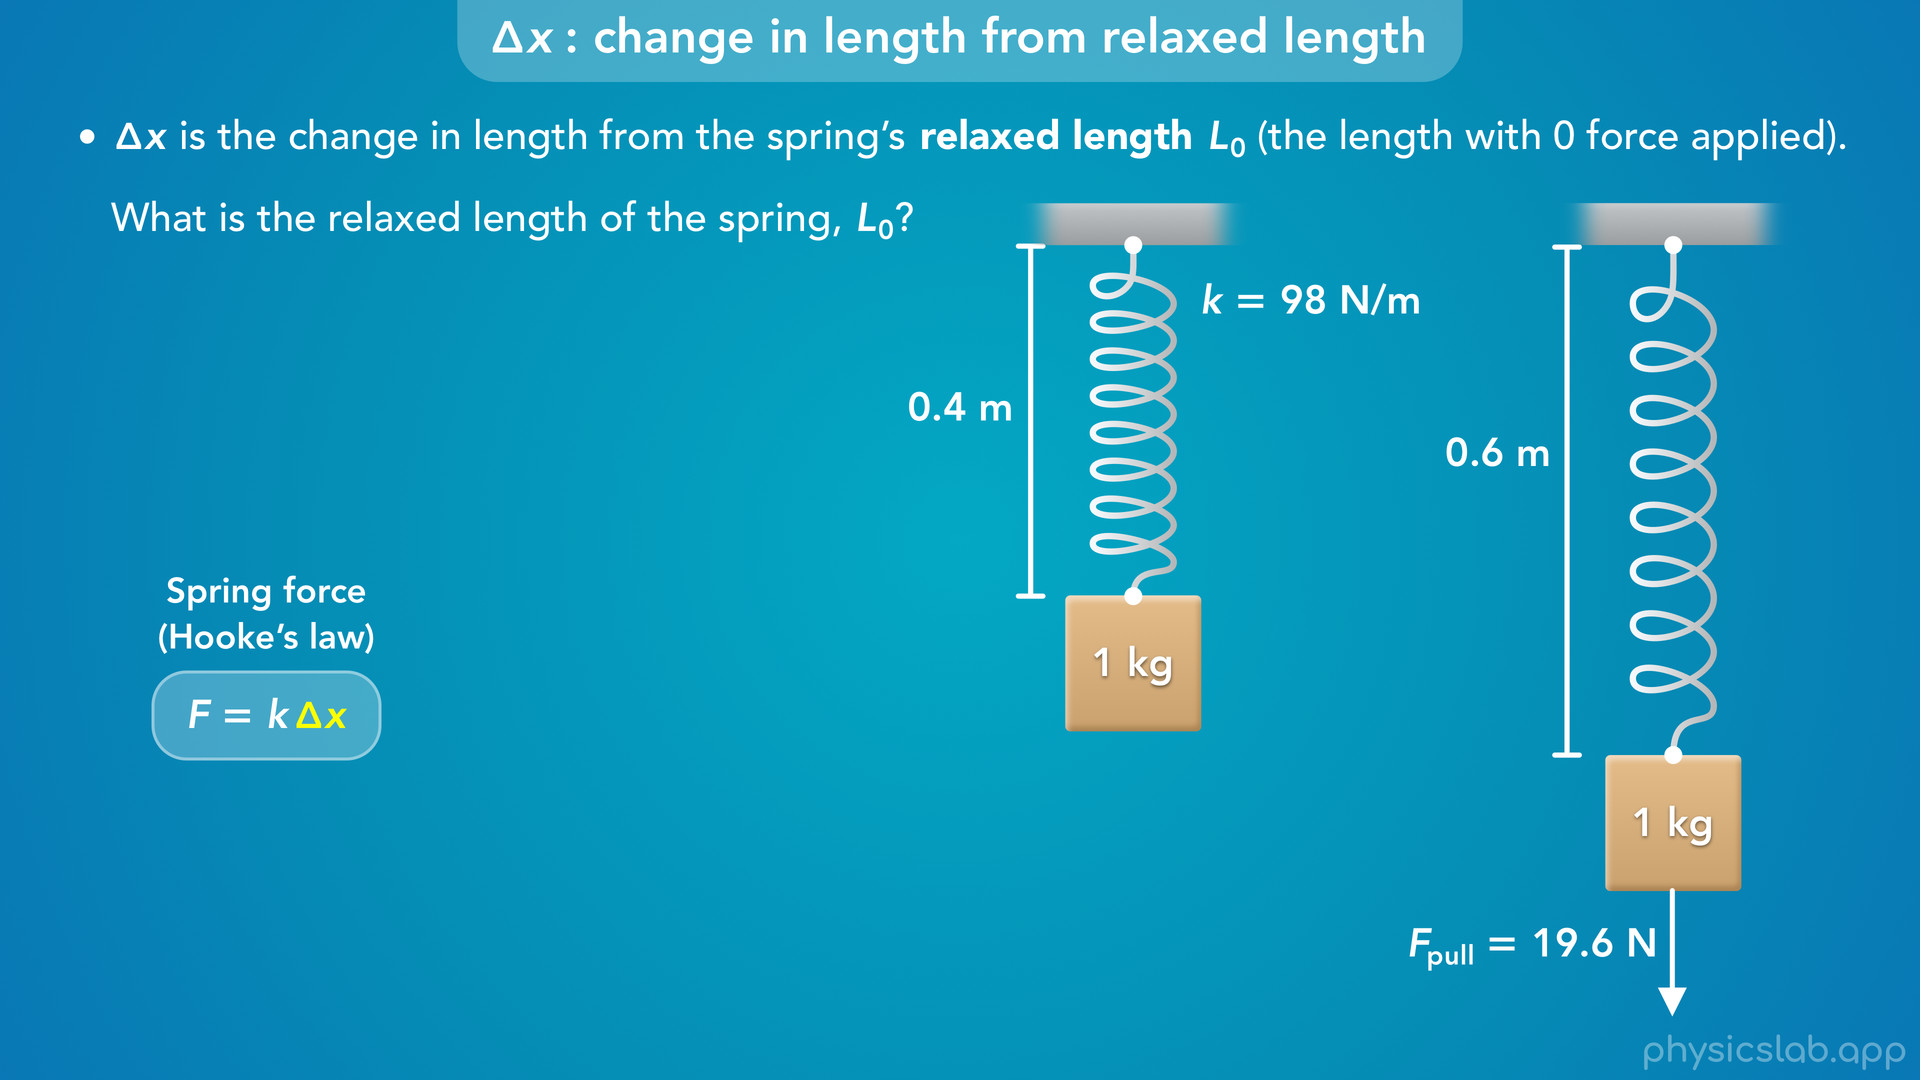 Δx : change in length from relaxed length
• Δx is the change in length from the spring’s relaxed length L₀ (the length with 0 force applied).
What is the relaxed length of the spring, L₀?
k = 98 N/m
0.4 m
0.6 m
1 kg
Spring force
(Hooke’s law)
F = kΔx
1 kg
F_pull = 19.6 N
physicslab.app